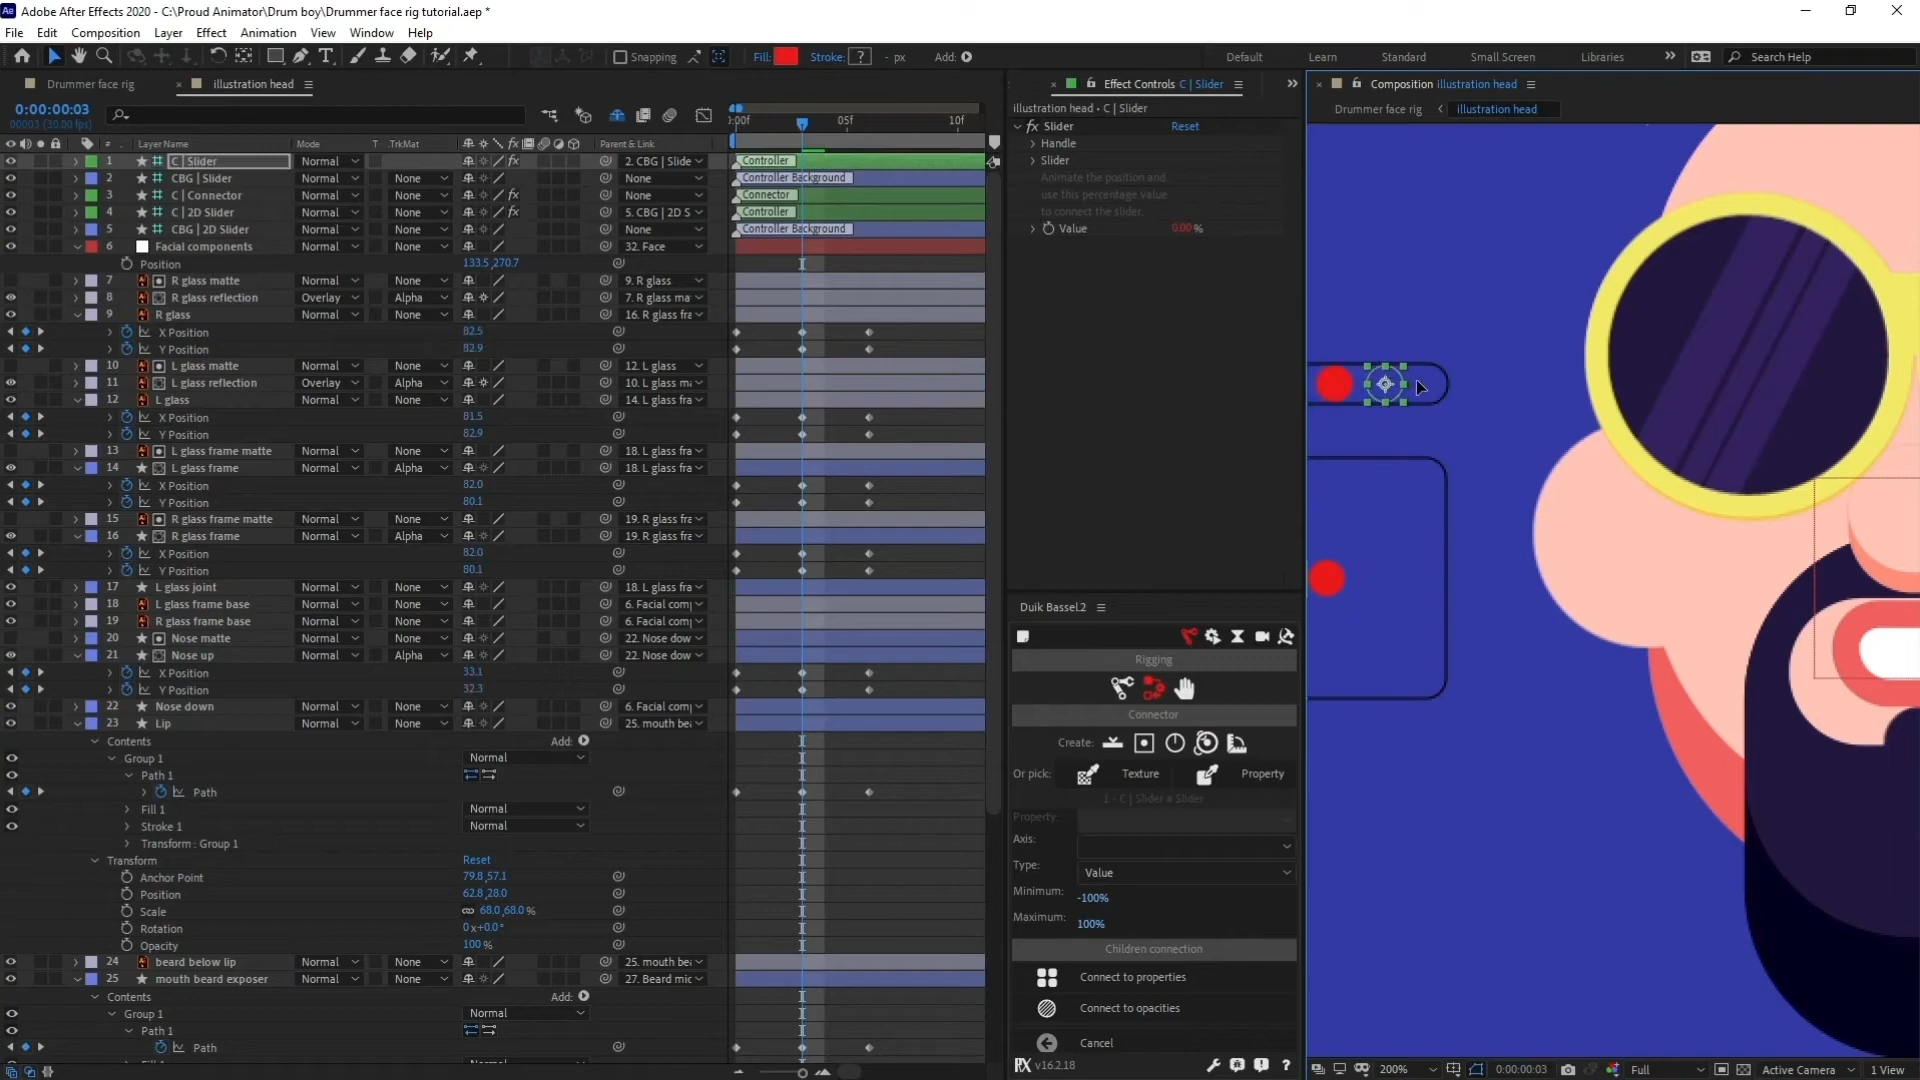 Adobe After Effects 2020 - C:\Proud Animator\Drum boy\Drummer face rig tutorial.aep *
File Edit Composition Layer Effect Animation View Window Help
Snapping Fill: Stroke: ? - px Add: Default Learn Standard Small Screen Libraries Search Help
Drummer face rig illustration head
Effect Controls C | Slider
Composition illustration head
Drummer face rig illustration head
0:00:00:03
00003 (30.00 fps)
:00f 05f 10f
illustration head • C | Slider
# Layer Name Mode T .TrkMat Parent & Link
fx Slider Reset
Handle
Slider
Animate the position and
use this percentage value
to connect the slider.
Value 0.00 %
1 C | Slider Normal 2. CBG | Slide Controller
2 CBG | Slider Normal None None Controller Background
3 C | Connector Normal None None Connector
4 C | 2D Slider Normal None 5. CBG | 2D S Controller
5 CBG | 2D Slider Normal None None Controller Background
6 Facial components Normal None 32. Face
Position 133.5,270.7
7 R glass matte Normal None 9. R glass
8 R glass reflection Overlay Alpha 7. R glass ma
9 R glass Normal None 16. R glass fra
X Position 82.5
Y Position 82.9
10 L glass matte Normal None 12. L glass
11 L glass reflection Overlay Alpha 10. L glass m
12 L glass Normal None 14. L glass fra
X Position 81.5
Y Position 82.9
13 L glass frame matte Normal None 18. L glass fra
14 L glass frame Normal Alpha 18. L glass fra
X Position 82.0
Y Position 80.1
15 R glass frame matte Normal None 19. R glass fra
16 R glass frame Normal Alpha 19. R glass fra
X Position 82.0
Y Position 80.1
17 L glass joint Normal None 18. L glass fra
18 L glass frame base Normal None 6. Facial com
19 R glass frame base Normal None 6. Facial com
20 Nose matte Normal None 22. Nose dow
21 Nose up Normal Alpha 22. Nose dow
X Position 33.1
Y Position 32.3
22 Nose down Normal None 6. Facial com
23 Lip Normal None 25. mouth be
Contents Add:
Group 1 Normal
Path 1
Path
Fill 1 Normal
Stroke 1 Normal
Transform : Group 1
Transform Reset
Anchor Point 79.8,57.1
Position 62.8,28.0
Scale 68.0,68.0 %
Rotation 0x+0.0°
Opacity 100 %
24 beard below lip Normal None 25. mouth be
25 mouth beard exposer Normal None 27. Beard mic
Contents Add:
Group 1 Normal
Path 1
Path
Duik Bassel.2
Rigging
Connector
Create:
Or pick: Texture Property
1 - C | Slider # Slider
Property:
Axis:
Type: Value
Minimum: -100%
Maximum: 100%
Children connection
Connect to properties
Connect to opacities
Cancel
v16.2.18
200% 0:00:00:03 Full Active Camera 1 View